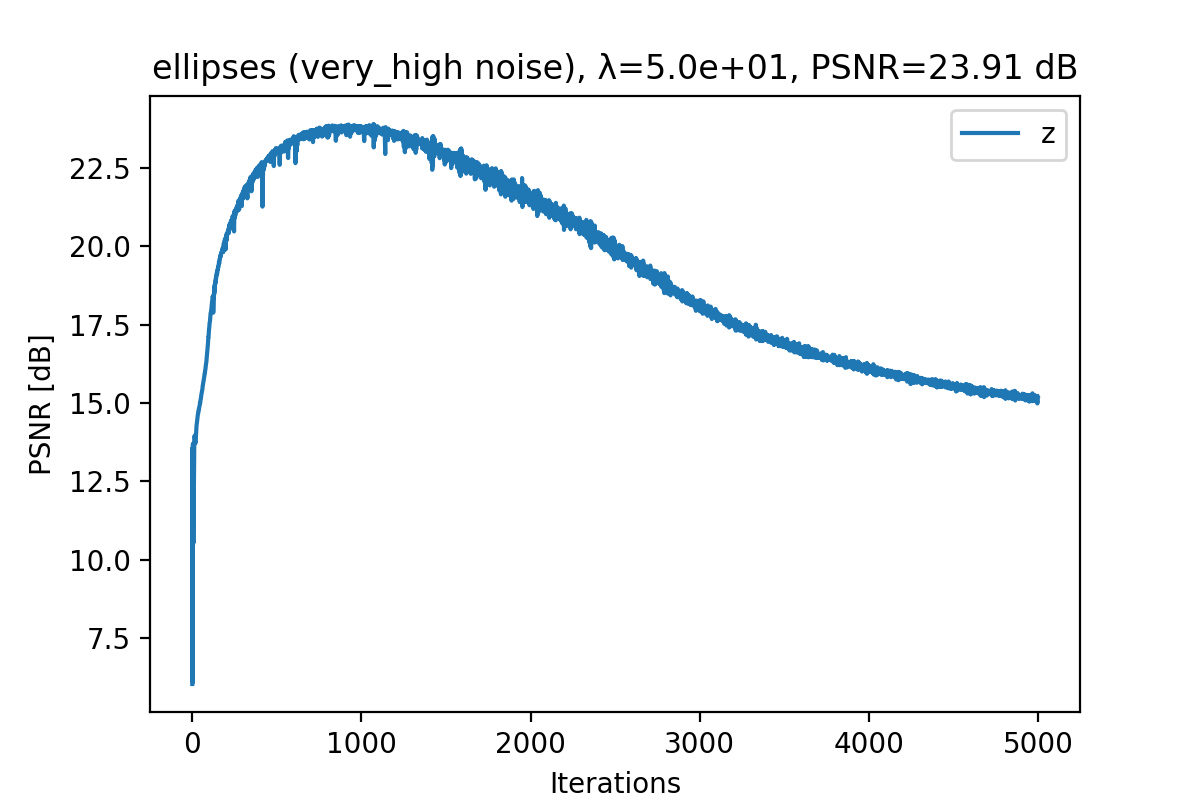 ellipses (very_high noise), λ=5.0e+01, PSNR=23.91 dB
z
PSNR [dB]
22.5
20.0
17.5
15.0
12.5
10.0
7.5
0 1000 2000 3000 4000 5000
Iterations